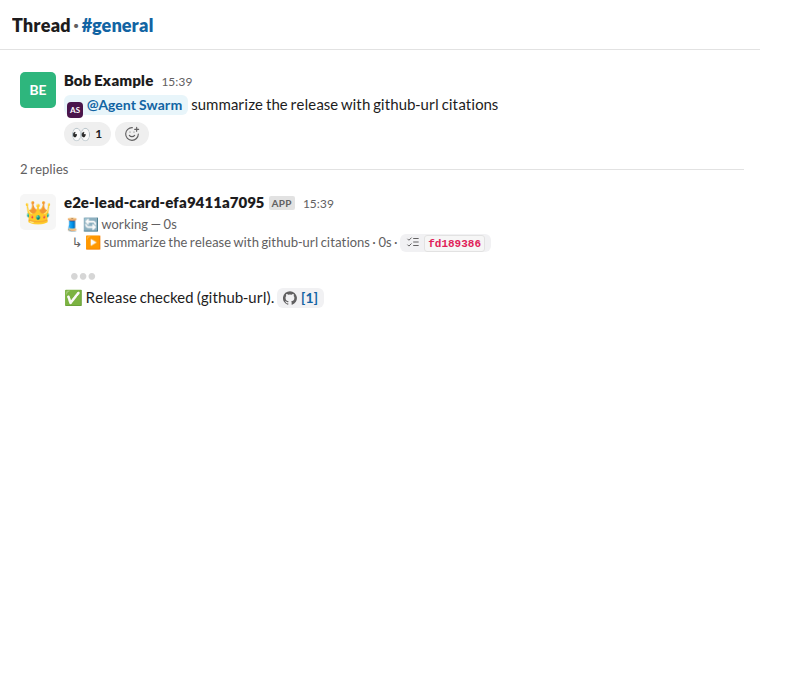 Thread · #general
BE
Bob Example 15:39
AS @Agent Swarm summarize the release with github-url citations
👀 1
2 replies
e2e-lead-card-efa9411a7095 APP 15:39
🧵 🔄 working — 0s
↳ ▶️ summarize the release with github-url citations · 0s · fd189386
✅ Release checked (github-url). [1]